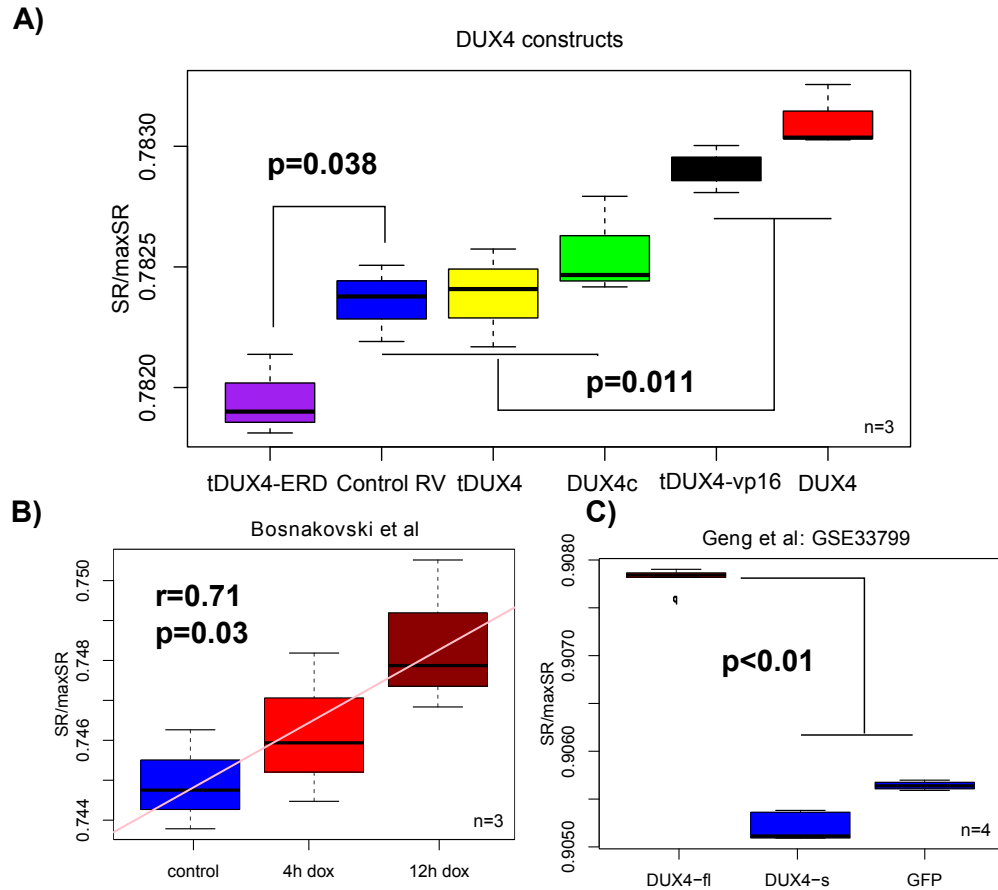 A)
DUX4 constructs
SR/maxSR
0.7830
0.7825
0.7820
p=0.038
p=0.011
n=3
tDUX4-ERD Control RV tDUX4 DUX4c tDUX4-vp16 DUX4
B)
Bosnakovski et al
SR/maxSR
0.750
0.748
0.746
0.744
r=0.71
p=0.03
n=3
control 4h dox 12h dox
C)
Geng et al: GSE33799
SR/maxSR
0.9080
0.9070
0.9060
0.9050
p<0.01
n=4
DUX4-fl DUX4-s GFP